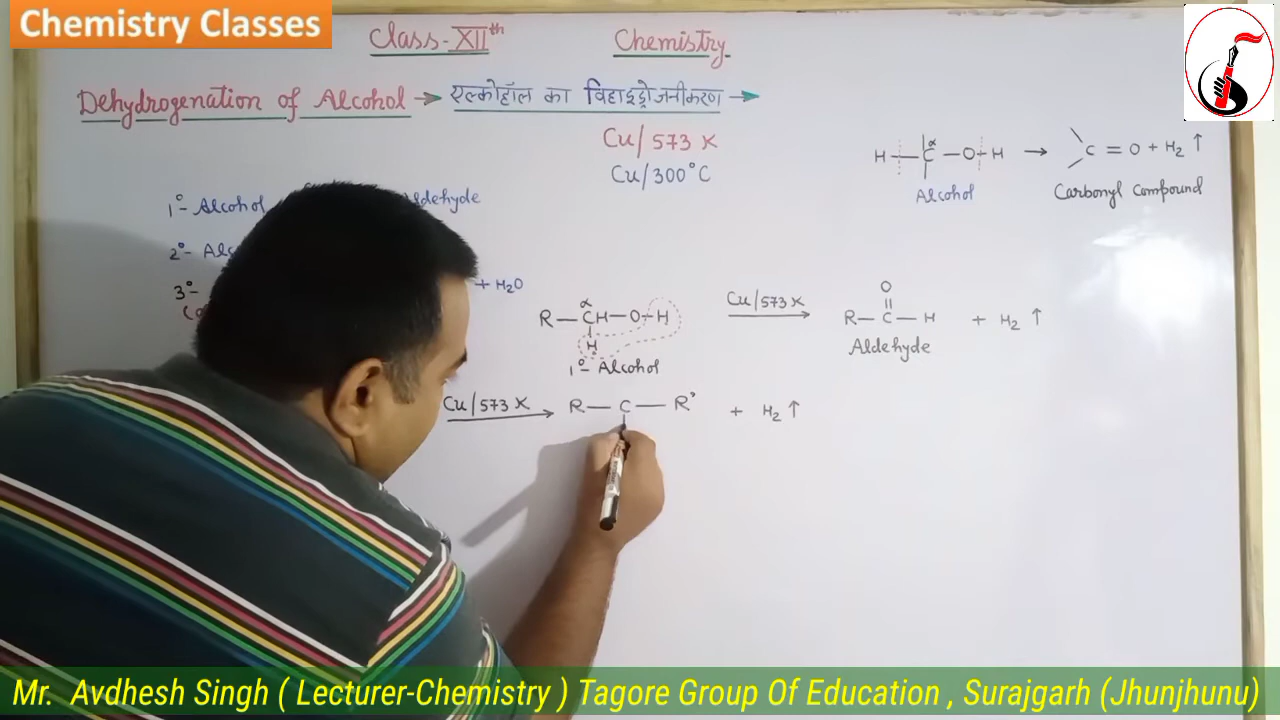 Chemistry Classes
Class-XIIth Chemistry
Dehydrogenation of Alcohol → एल्कोहॉल का विहाइड्रोजनीकरण →
Cu/573 K
Cu/300°C
H—C—O—H → C=O + H2 ↑
α
Alcohol Carbonyl Compound
1°- Alcohol
2°-
3°- + H2O
α
R—CH—O—H
H
1°- Alcohol
Cu/573 K
O
R—C—H + H2 ↑
Aldehyde
Cu/573 K
R—C—R' + H2 ↑
Mr. Avdhesh Singh ( Lecturer-Chemistry ) Tagore Group Of Education , Surajgarh (Jhunjhunu)